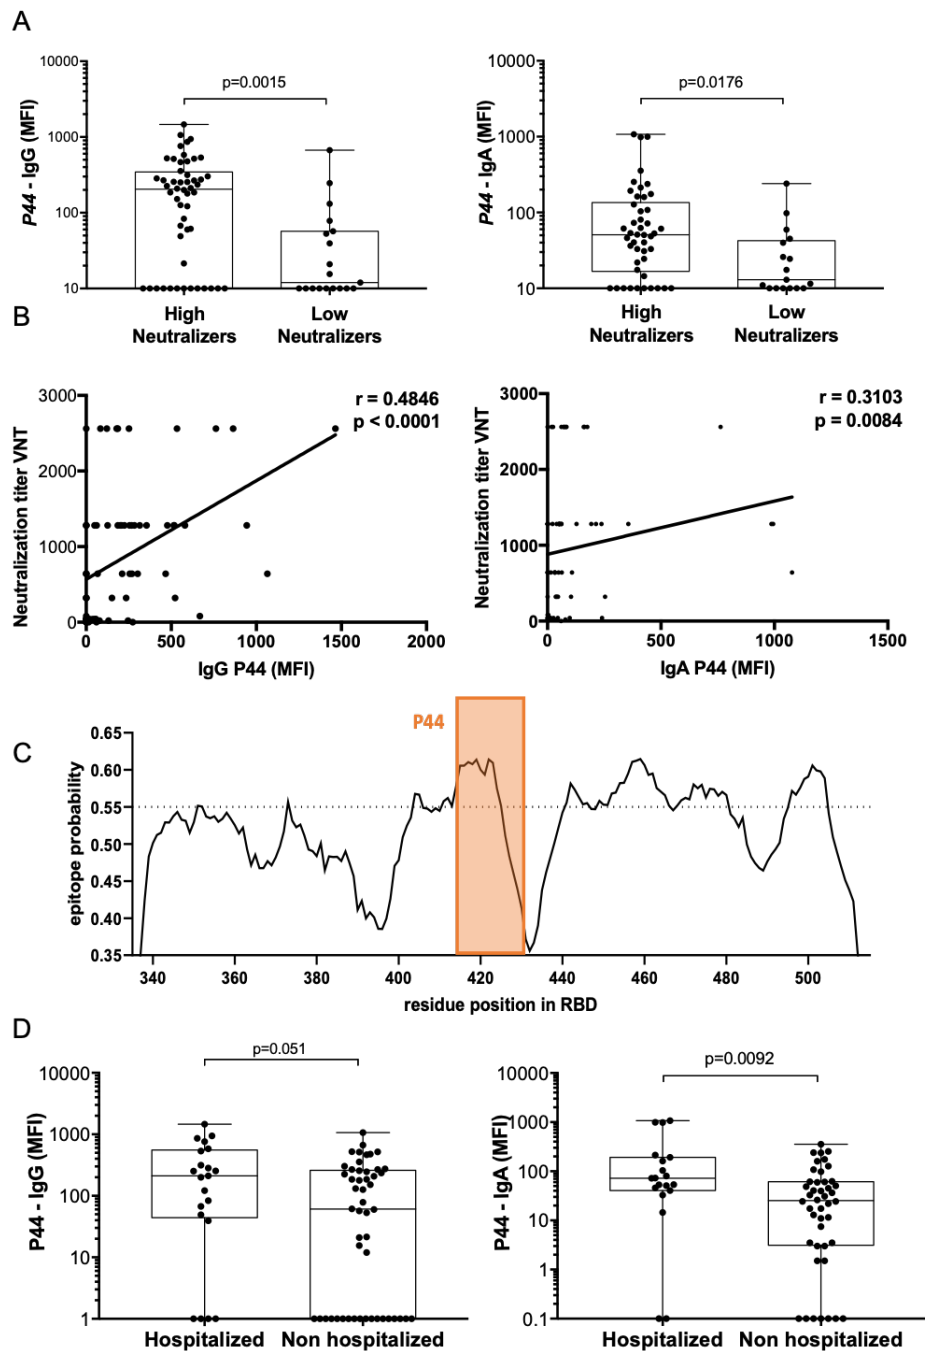 A
10000
1000
100
10
P44 - IgG (MFI)
p=0.0015
High
Neutralizers
Low
Neutralizers
10000
1000
100
10
P44 - IgA (MFI)
p=0.0176
High
Neutralizers
Low
Neutralizers
B
3000
2000
1000
0
Neutralization titer VNT
r = 0.4846
p < 0.0001
0
500
1000
1500
2000
IgG P44 (MFI)
3000
2000
1000
0
Neutralization titer VNT
r = 0.3103
p = 0.0084
0
500
1000
1500
IgA P44 (MFI)
C
P44
0.65
0.60
0.55
0.50
0.45
0.40
0.35
epitope probability
340
360
380
400
420
440
460
480
500
residue position in RBD
D
10000
1000
100
10
1
P44 - IgG (MFI)
p=0.051
Hospitalized
Non hospitalized
10000
1000
100
10
1
0.1
P44 - IgA (MFI)
p=0.0092
Hospitalized
Non hospitalized